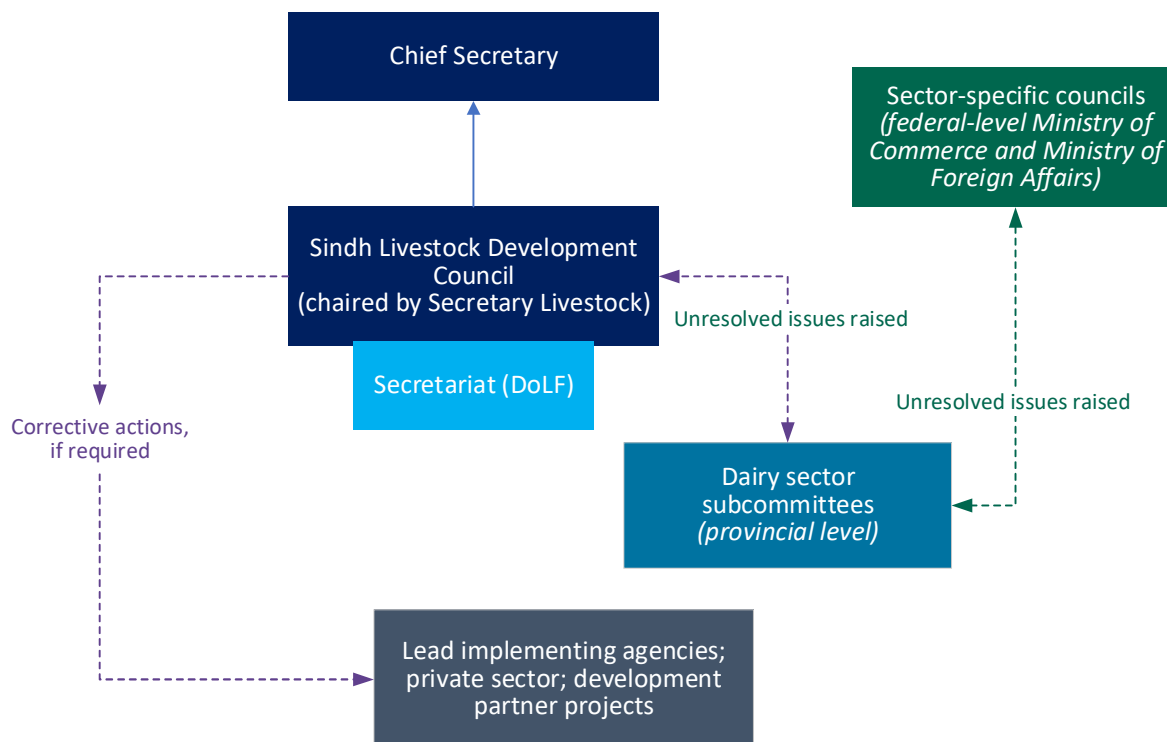 Chief Secretary
Sector-specific councils
(federal-level Ministry of
Commerce and Ministry of
Foreign Affairs)
Sindh Livestock Development
Council
(chaired by Secretary Livestock)
Unresolved issues raised
Secretariat (DoLF)
Unresolved issues raised
Corrective actions,
if required
Dairy sector
subcommittees
(provincial level)
Lead implementing agencies;
private sector; development
partner projects